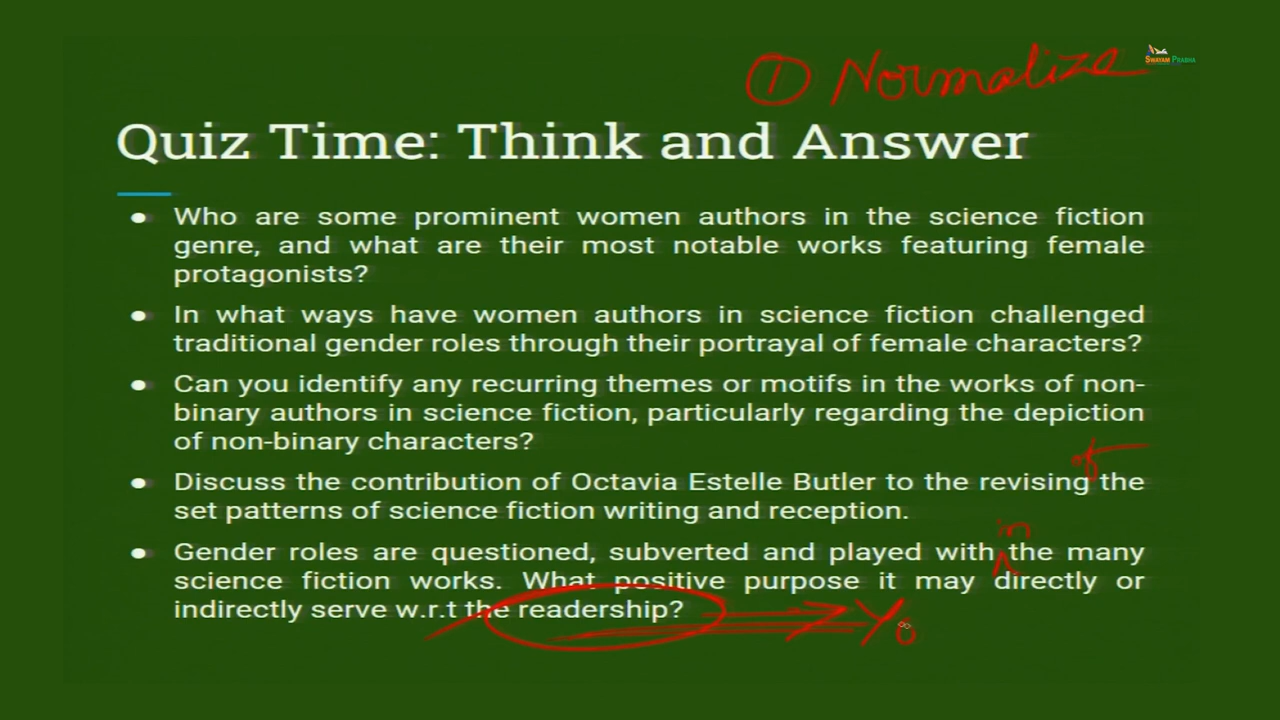 ① Normalize
SWAYAM PRABHA
Quiz Time: Think and Answer
● Who are some prominent women authors in the science fiction
genre, and what are their most notable works featuring female
protagonists?
● In what ways have women authors in science fiction challenged
traditional gender roles through their portrayal of female characters?
● Can you identify any recurring themes or motifs in the works of non-
binary authors in science fiction, particularly regarding the depiction
of non-binary characters?
of
● Discuss the contribution of Octavia Estelle Butler to the revising the
set patterns of science fiction writing and reception.
in
● Gender roles are questioned, subverted and played with the many
science fiction works. What positive purpose it may directly or
indirectly serve w.r.t the readership?
Yo